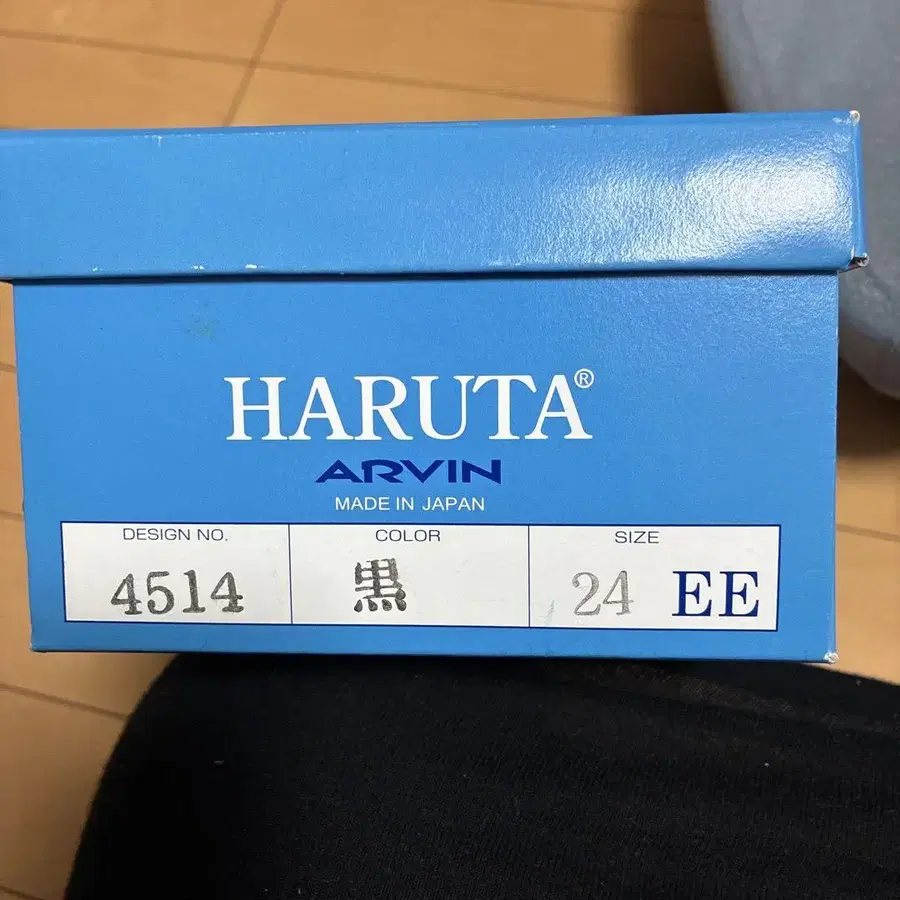 HARUTA®
ARVIN
MADE IN JAPAN
DESIGN NO. COLOR SIZE
4514 黒 24 EE